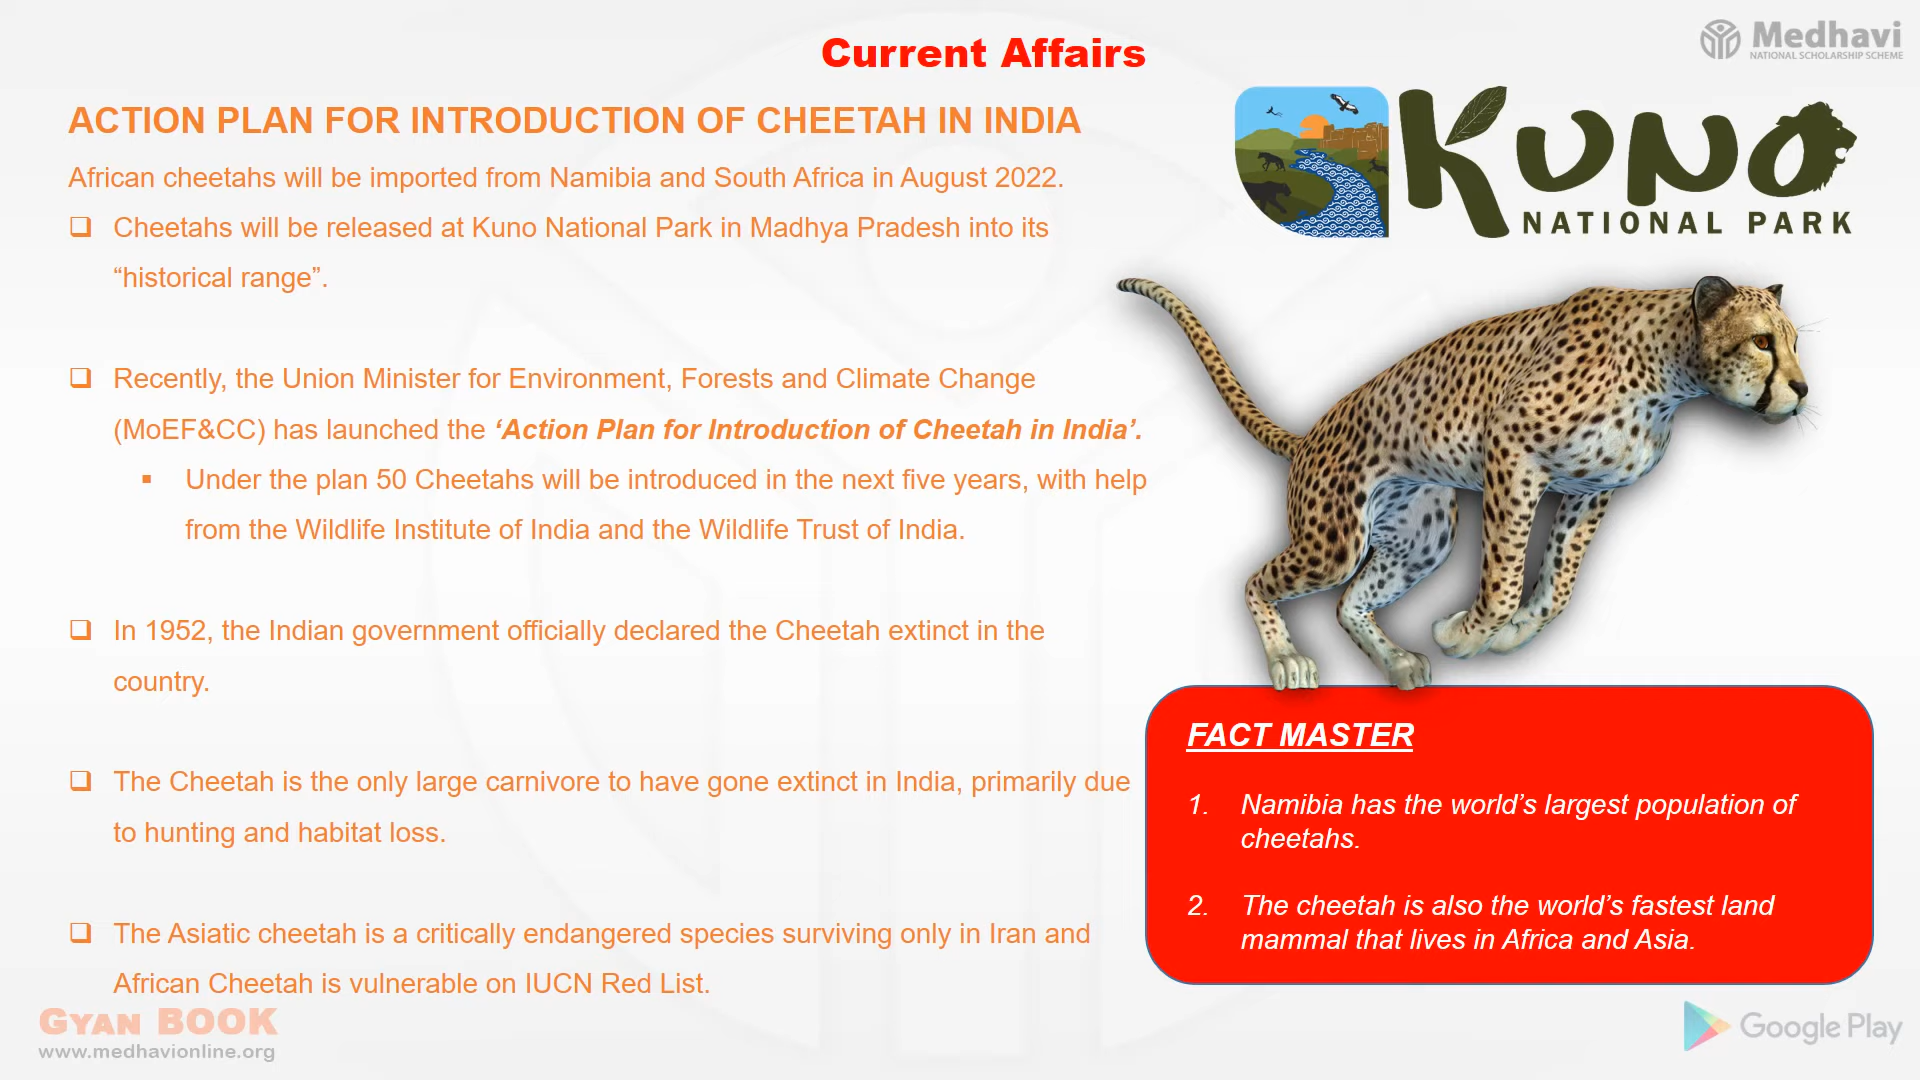 Current Affairs
Medhavi
NATIONAL SCHOLARSHIP SCHEME
ACTION PLAN FOR INTRODUCTION OF CHEETAH IN INDIA
African cheetahs will be imported from Namibia and South Africa in August 2022.
❑ Cheetahs will be released at Kuno National Park in Madhya Pradesh into its
“historical range”.
❑ Recently, the Union Minister for Environment, Forests and Climate Change
(MoEF&CC) has launched the ‘Action Plan for Introduction of Cheetah in India’.
▪ Under the plan 50 Cheetahs will be introduced in the next five years, with help
from the Wildlife Institute of India and the Wildlife Trust of India.
❑ In 1952, the Indian government officially declared the Cheetah extinct in the
country.
❑ The Cheetah is the only large carnivore to have gone extinct in India, primarily due
to hunting and habitat loss.
❑ The Asiatic cheetah is a critically endangered species surviving only in Iran and
African Cheetah is vulnerable on IUCN Red List.
KUNO
NATIONAL PARK
FACT MASTER
1. Namibia has the world’s largest population of
cheetahs.
2. The cheetah is also the world’s fastest land
mammal that lives in Africa and Asia.
GYAN BOOK
www.medhavionline.org
Google Play